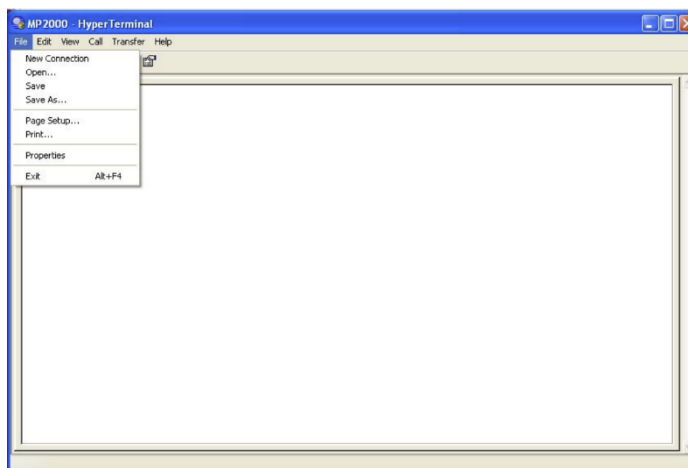 MP2000 - HyperTerminal
File Edit View Call Transfer Help
New Connection
Open...
Save
Save As...
Page Setup...
Print...
Properties
Exit Alt+F4